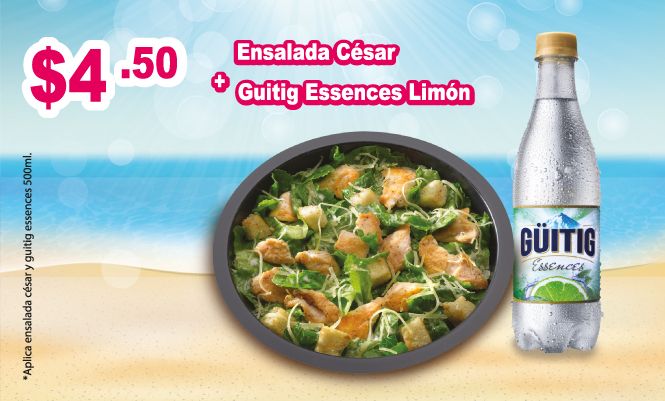 $4.50
Ensalada César
+ Guitig Essences Limón
GÜITIG
Essences
*Aplica ensalada césar y guitig essences 500ml.